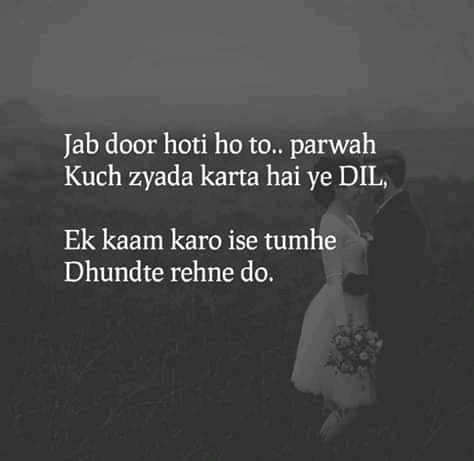 Jab door hoti ho to.. parwah
Kuch zyada karta hai ye DIL,
Ek kaam karo ise tumhe
Dhundte rehne do.